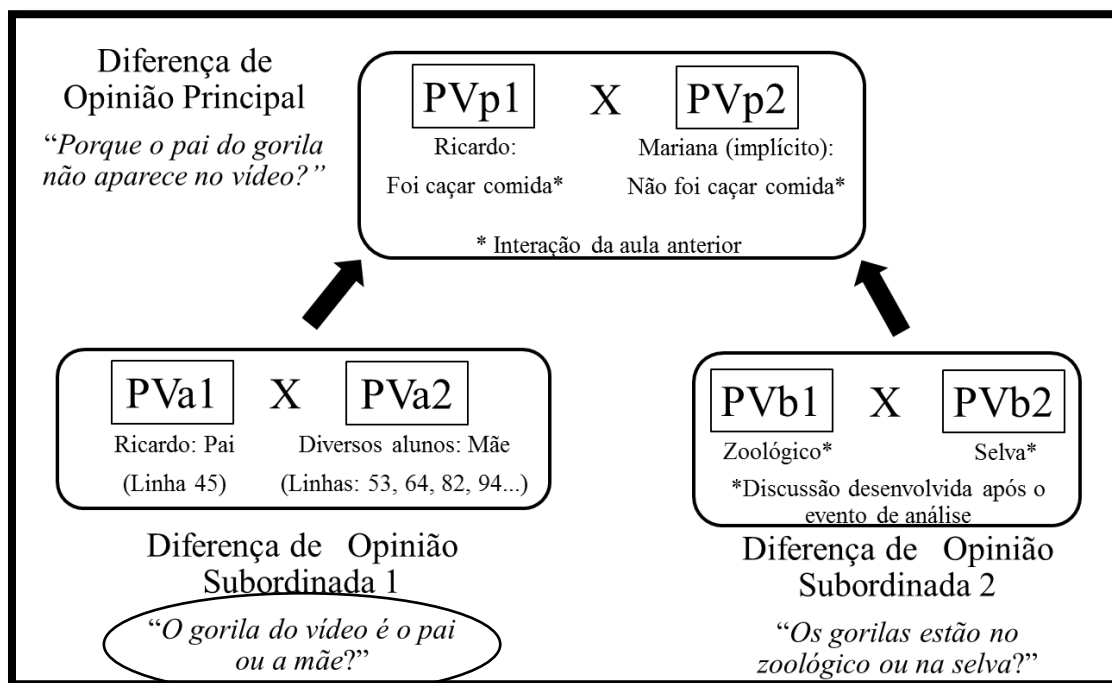 Diferença de
Opinião Principal
“Porque o pai do gorila
não aparece no vídeo?”
PVp1 X PVp2
Ricardo:
Foi caçar comida*
Mariana (implícito):
Não foi caçar comida*
* Interação da aula anterior
PVa1 X PVa2
Ricardo: Pai
(Linha 45)
Diversos alunos: Mãe
(Linhas: 53, 64, 82, 94...)
Diferença de Opinião
Subordinada 1
“O gorila do vídeo é o pai
ou a mãe?”
PVb1 X PVb2
Zoológico*
Selva*
*Discussão desenvolvida após o
evento de análise
Diferença de Opinião
Subordinada 2
“Os gorilas estão no
zoológico ou na selva?”